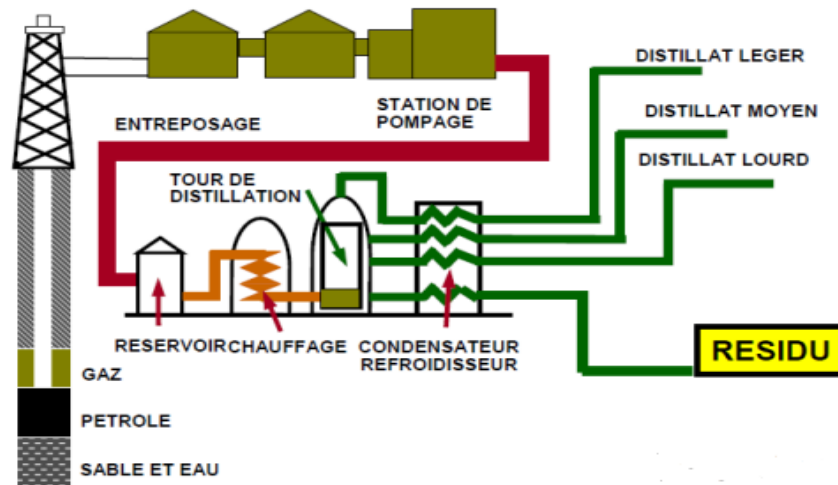 DISTILLAT LEGER
STATION DE
POMPAGE
DISTILLAT MOYEN
ENTREPOSAGE
DISTILLAT LOURD
TOUR DE
DISTILLATION
RESERVOIR
CHAUFFAGE
CONDENSATEUR
REFROIDISSEUR
RESIDU
GAZ
PETROLE
SABLE ET EAU